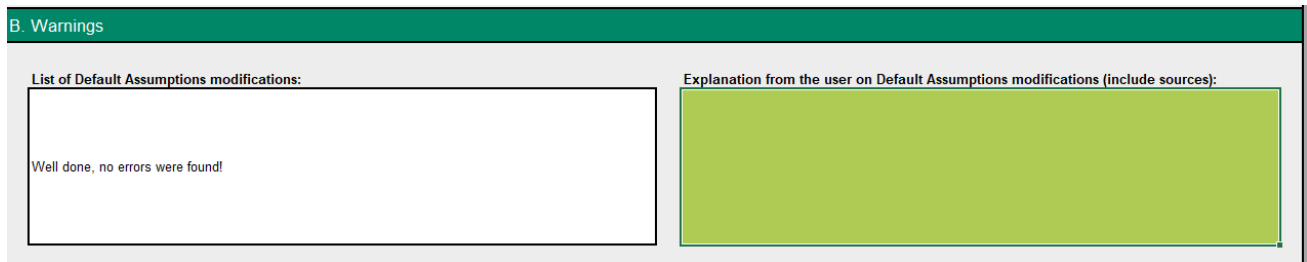 B. Warnings
List of Default Assumptions modifications:
Explanation from the user on Default Assumptions modifications (include sources):
Well done, no errors were found!